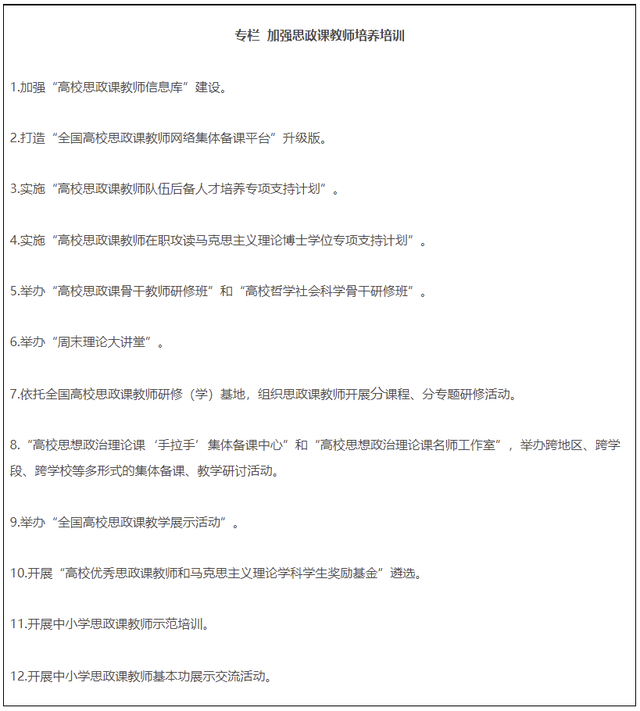 专栏 加强思政课教师培养培训
1.加强“高校思政课教师信息库”建设。
2.打造“全国高校思政课教师网络集体备课平台”升级版。
3.实施“高校思政课教师队伍后备人才培养专项支持计划”。
4.实施“高校思政课教师在职攻读马克思主义理论博士学位专项支持计划”。
5.举办“高校思政课骨干教师研修班”和“高校哲学社会科学骨干研修班”。
6.举办“周末理论大讲堂”。
7.依托全国高校思政课教师研修（学）基地，组织思政课教师开展分课程、分专题研修活动。
8.“高校思想政治理论课‘手拉手’集体备课中心”和“高校思想政治理论课名师工作室”，举办跨地区、跨学
段、跨学校等多形式的集体备课、教学研讨活动。
9.举办“全国高校思政课教学展示活动”。
10.开展“高校优秀思政课教师和马克思主义理论学科学生奖励基金”遴选。
11.开展中小学思政课教师示范培训。
12.开展中小学思政课教师基本功展示交流活动。